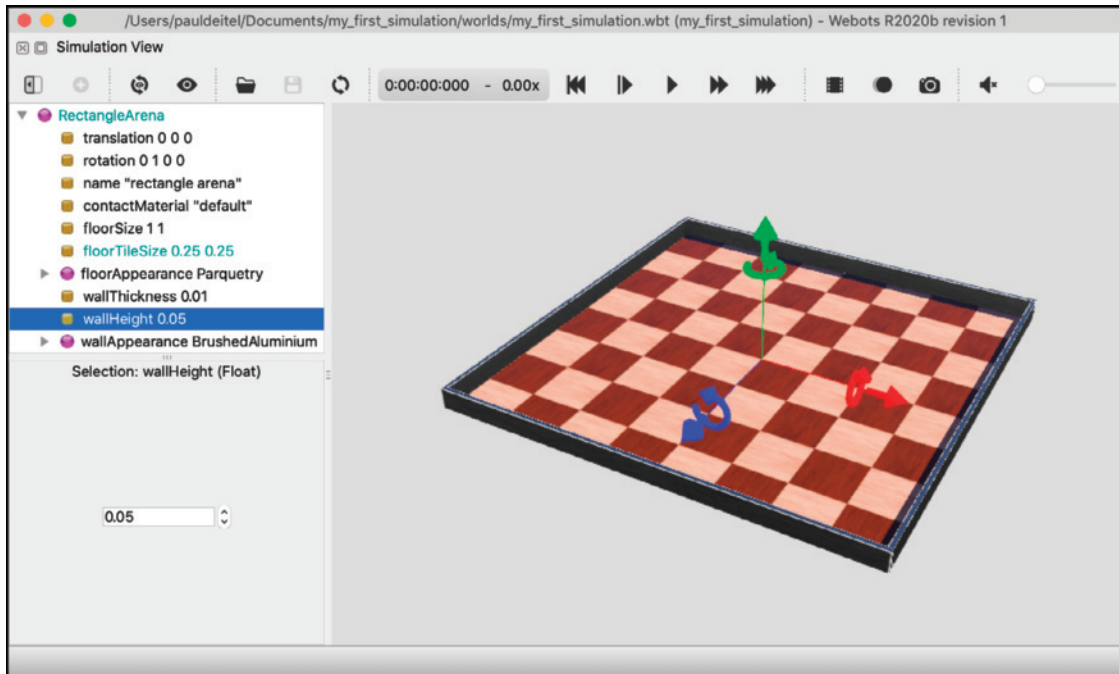 /Users/pauldeitel/Documents/my_first_simulation/worlds/my_first_simulation.wbt (my_first_simulation) - Webots R2020b revision 1
Simulation View
0:00:00:000 - 0.00x
RectangleArena
translation 0 0 0
rotation 0 1 0 0
name "rectangle arena"
contactMaterial "default"
floorSize 1 1
floorTileSize 0.25 0.25
floorAppearance Parquetry
wallThickness 0.01
wallHeight 0.05
wallAppearance BrushedAluminium
Selection: wallHeight (Float)
0.05